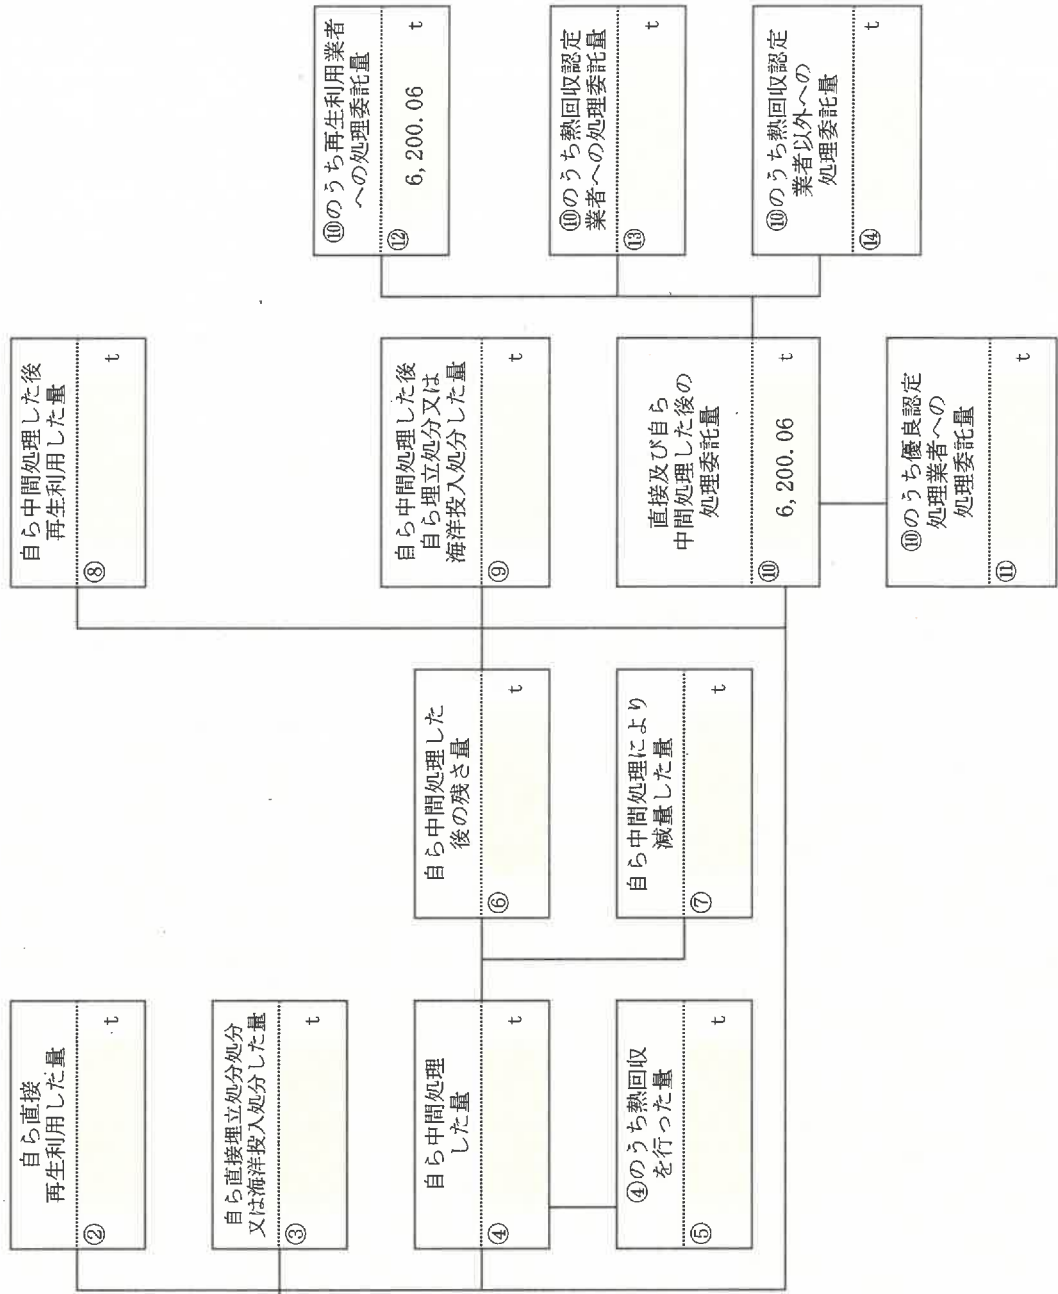 自ら直接
再生利用した量
② t
自ら直接埋立処分処分
又は海洋投入処分した量
③ t
自ら中間処理
した量
④ t
④のうち熱回収
を行った量
⑤ t
自ら中間処理した
後の残さ量
⑥ t
自ら中間処理により
減量した量
⑦ t
自ら中間処理した後
再生利用した量
⑧ t
自ら中間処理した後
自ら埋立処分又は
海洋投入処分した量
⑨ t
直接及び自ら
中間処理した後の
処理委託量
⑩ 6,200.06 t
⑩のうち優良認定
処理業者への
処理委託量
⑪ t
⑩のうち再生利用業者
への処理委託量
⑫ 6,200.06 t
⑩のうち熱回収認定
業者への処理委託量
⑬ t
⑩のうち熱回収認定
業者以外への
処理委託量
⑭ t